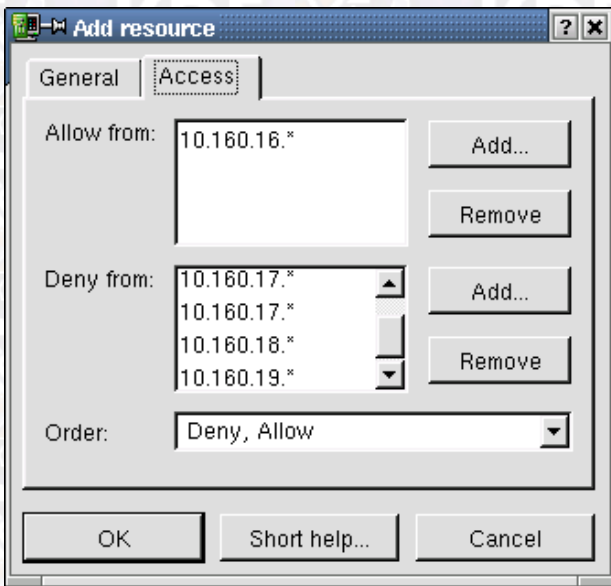 Add resource
General Access
Allow from:
10.160.16.*
Add...
Remove
Deny from:
10.160.17.*
10.160.17.*
10.160.18.*
10.160.19.*
Add...
Remove
Order:
Deny, Allow
OK
Short help...
Cancel